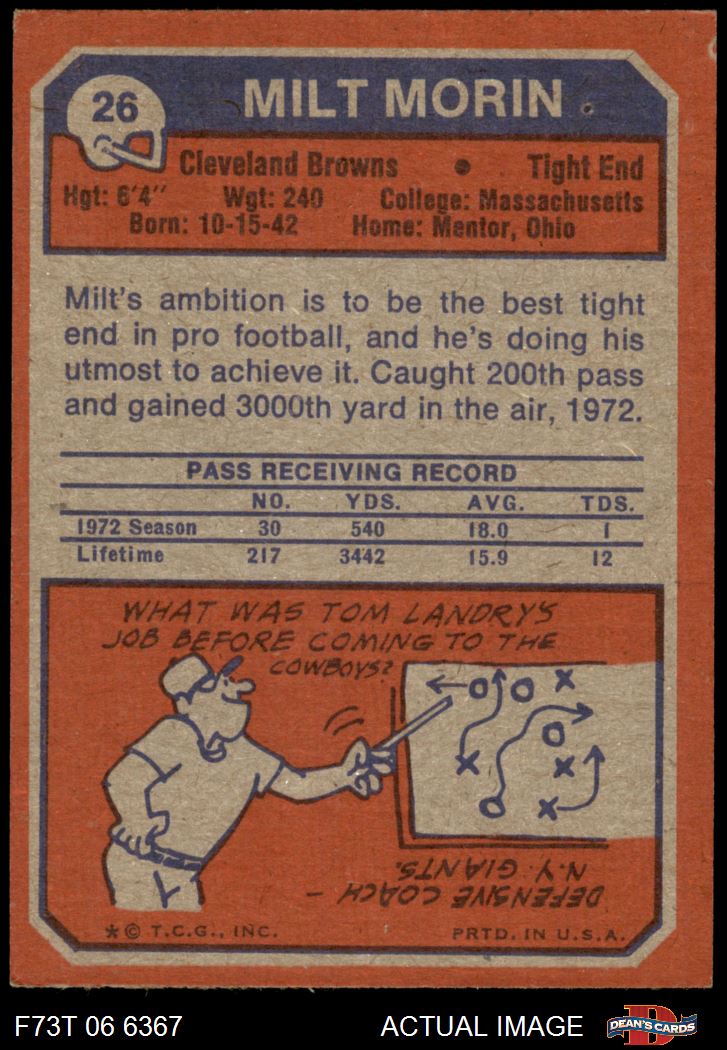 26
MILT MORIN
Cleveland Browns • Tight End
Hgt: 6'4" Wgt: 240 College: Massachusetts
Born: 10-15-42 Home: Mentor, Ohio
Milt's ambition is to be the best tight
end in pro football, and he's doing his
utmost to achieve it. Caught 200th pass
and gained 3000th yard in the air, 1972.
PASS RECEIVING RECORD
NO. YDS. AVG. TDS.
1972 Season 30 540 18.0 1
Lifetime 217 3442 15.9 12
WHAT WAS TOM LANDRY'S
JOB BEFORE COMING TO THE
COWBOYS?
DEFENSIVE COACH –
N.Y. GIANTS.
* © T.C.G., INC. PRTD. IN U.S.A.
F73T 06 6367 ACTUAL IMAGE DEAN'S CARDS